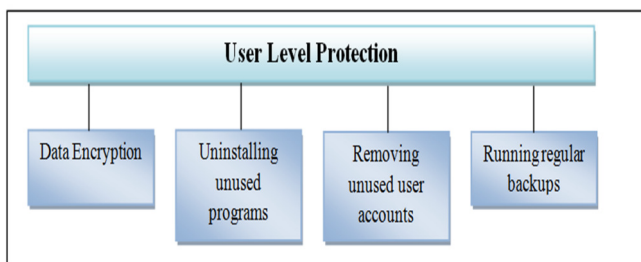 User Level Protection
Data Encryption
Uninstalling
unused
programs
Removing
unused user
accounts
Running regular
backups